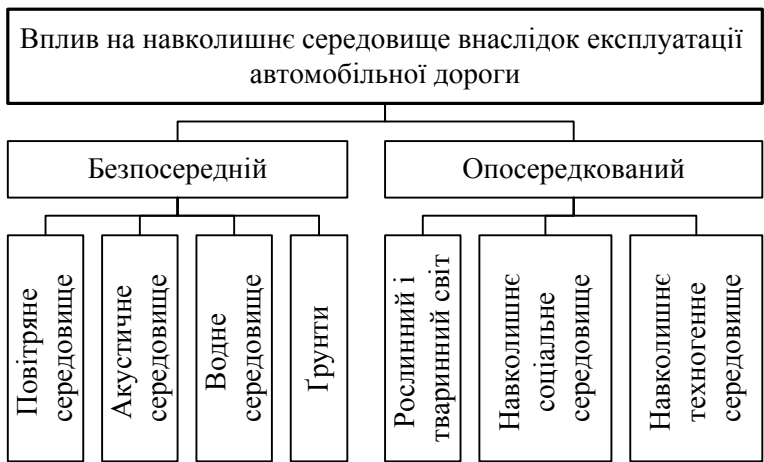 Вплив на навколишнє середовище внаслідок експлуатації
автомобільної дороги
Безпосередній
Опосередкований
Повітряне
середовище
Акустичне
середовище
Водне
середовище
Ґрунти
Рослинний і
тваринний світ
Навколишнє
соціальне
середовище
Навколишнє
техногенне
середовище